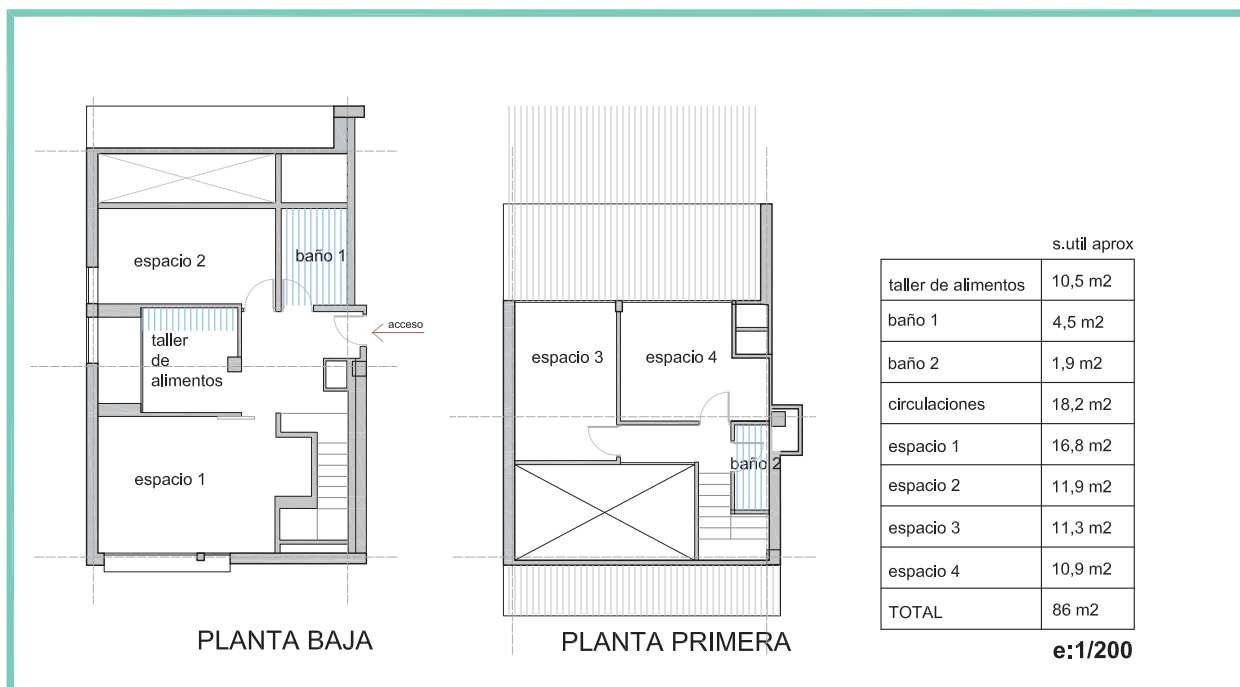 espacio 2
baño 1
acceso
taller
de
alimentos
espacio 1
PLANTA BAJA
espacio 3
espacio 4
baño 2
PLANTA PRIMERA
s.util aprox
taller de alimentos 10,5 m2
baño 1 4,5 m2
baño 2 1,9 m2
circulaciones 18,2 m2
espacio 1 16,8 m2
espacio 2 11,9 m2
espacio 3 11,3 m2
espacio 4 10,9 m2
TOTAL 86 m2
e:1/200